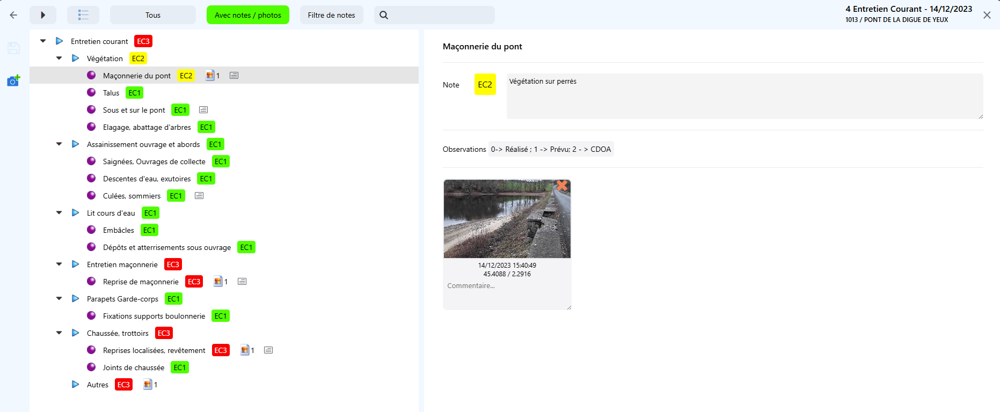 Tous
Avec notes / photos
Filtre de notes
4 Entretien Courant - 14/12/2023
1013 / PONT DE LA DIGUE DE YEUX
Entretien courant EC3
Végétation EC2
Maçonnerie du pont EC2 1
Talus EC1
Sous et sur le pont EC1
Elagage, abattage d'arbres EC1
Assainissement ouvrage et abords EC1
Saignées, Ouvrages de collecte EC1
Descentes d'eau, exutoires EC1
Culées, sommiers EC1
Lit cours d'eau EC1
Embâcles EC1
Dépôts et atterrisements sous ouvrage EC1
Entretien maçonnerie EC3
Reprise de maçonnerie EC3 1
Parapets Garde-corps EC1
Fixations supports boulonnerie EC1
Chaussée, trottoirs EC3
Reprises localisées, revêtement EC3 1
Joints de chaussée EC1
Autres EC3 1
Maçonnerie du pont
Note EC2 Végétation sur perrés
Observations 0-> Réalisé ; 1 -> Prévu; 2 - > CDOA
14/12/2023 15:40:49
45.4088 / 2.2916
Commentaire...